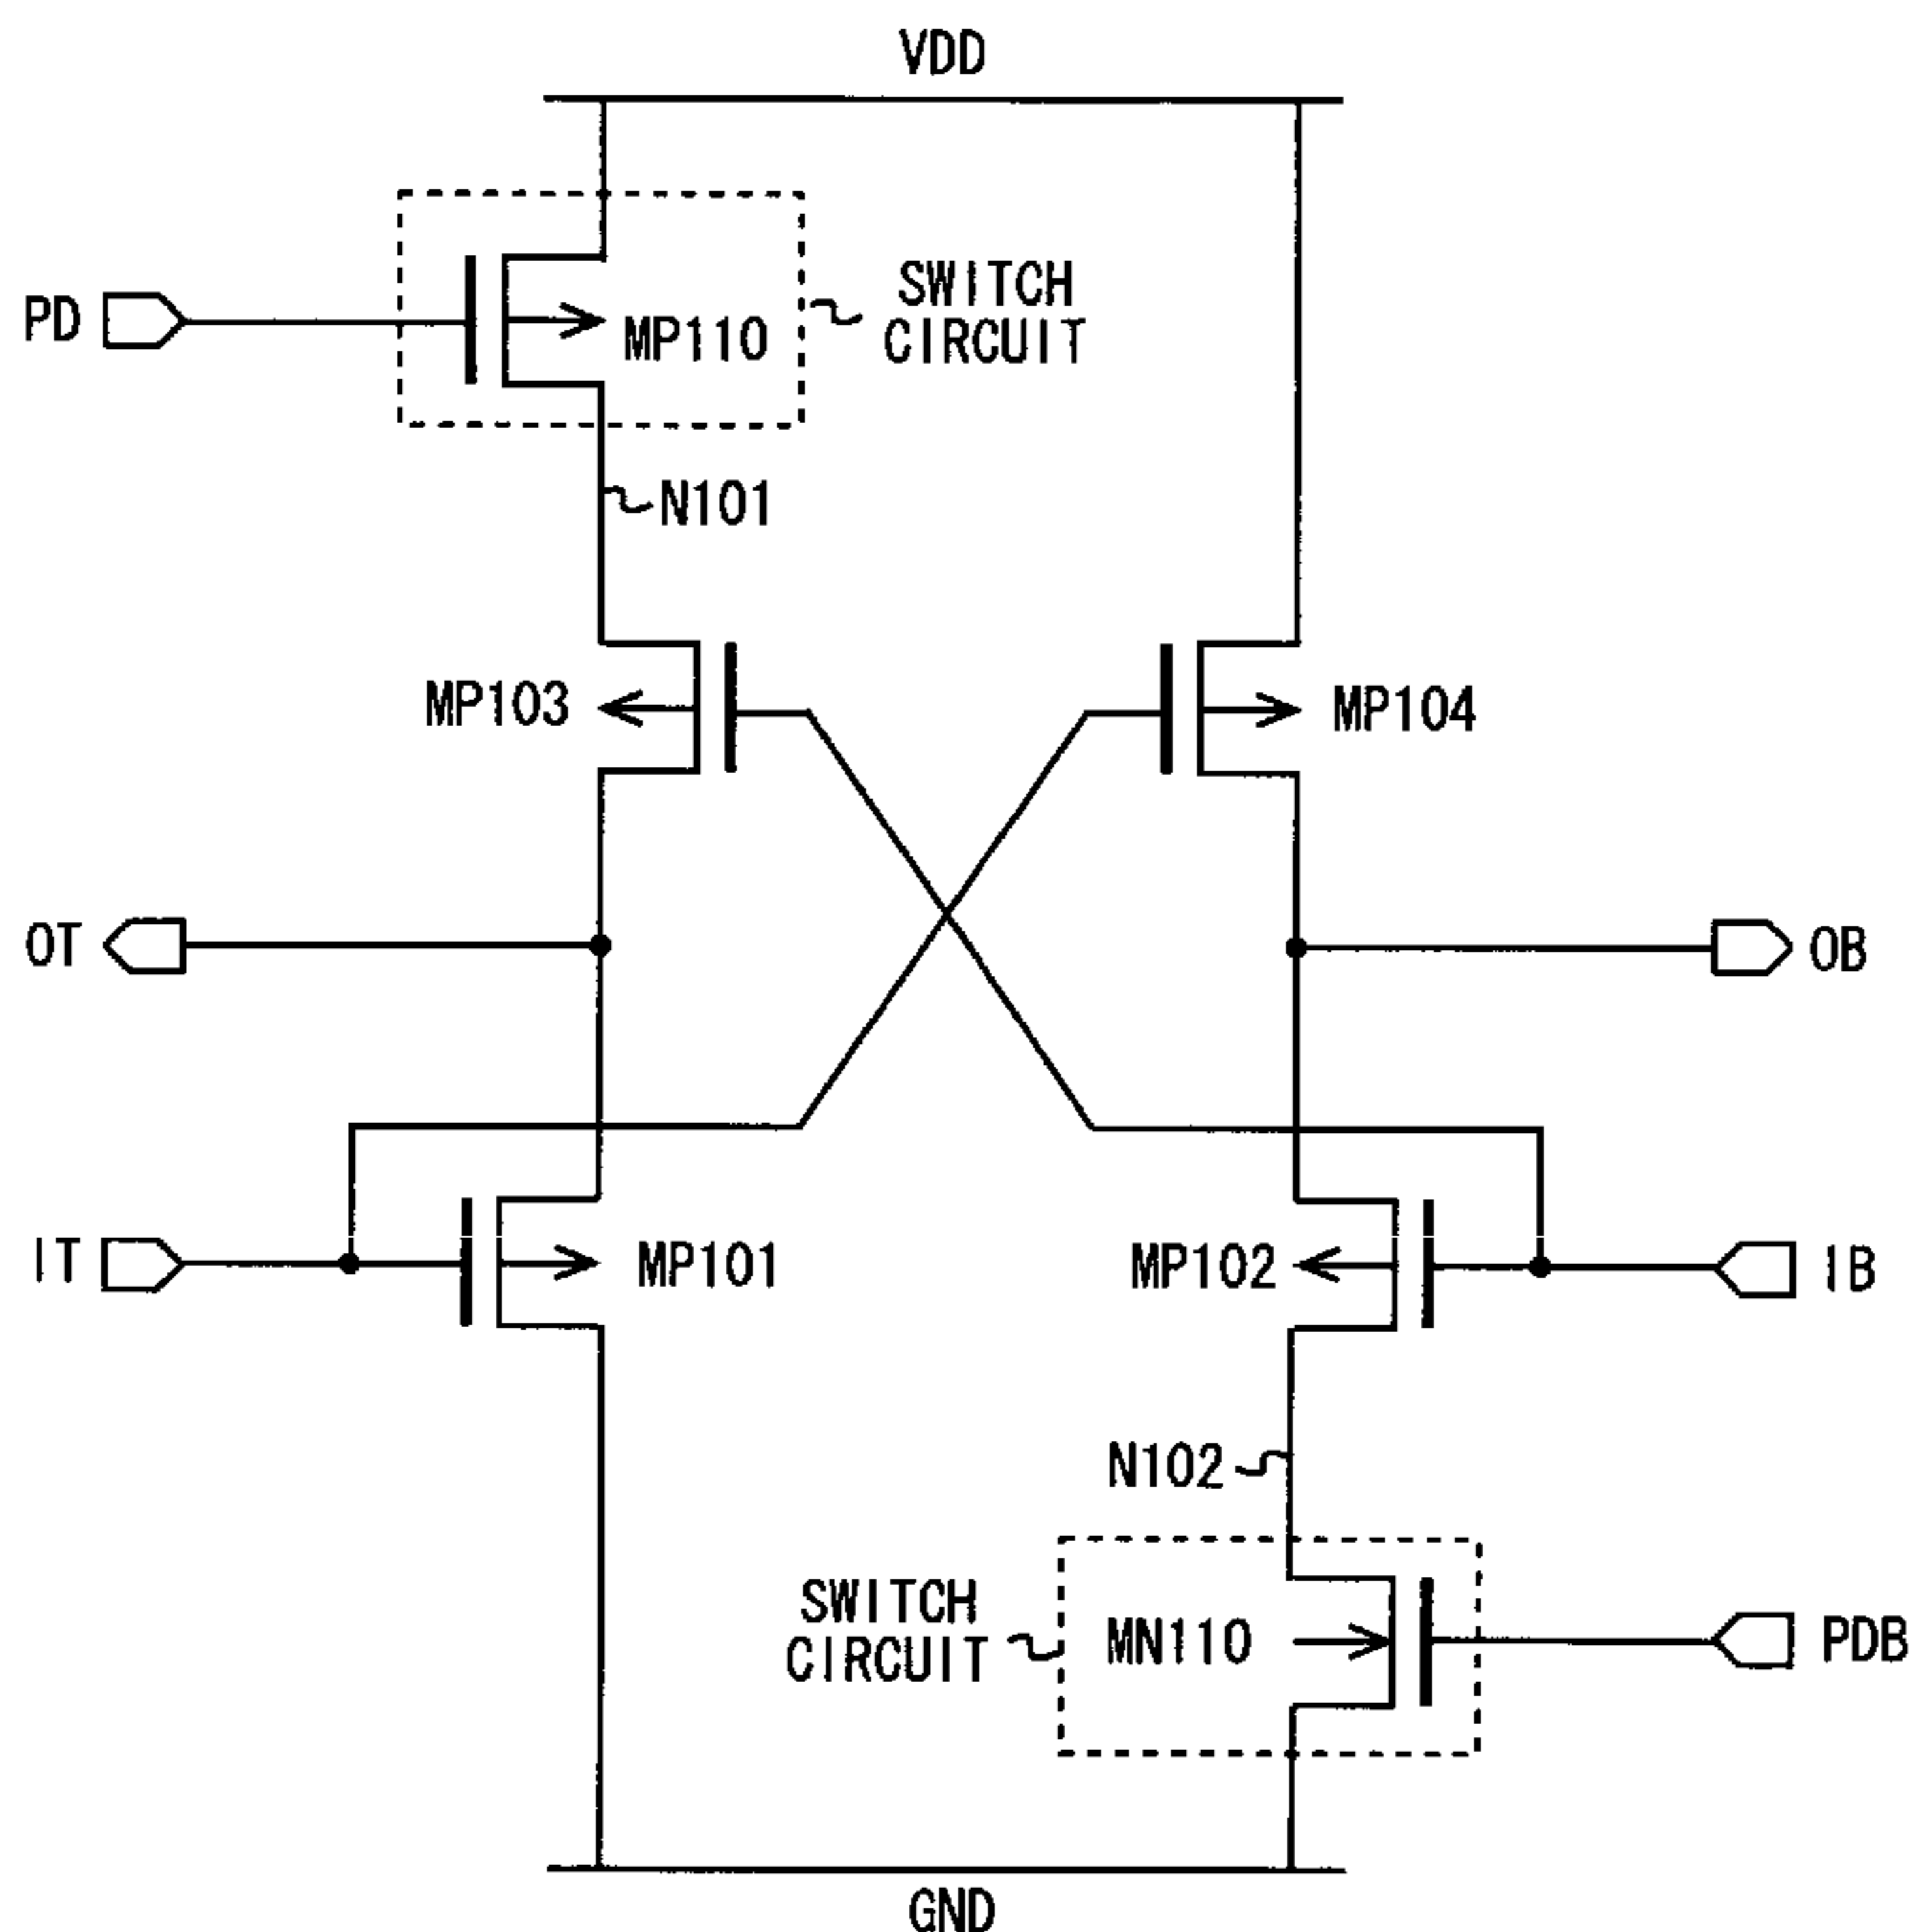 VDD
PD
MP110
SWITCH
CIRCUIT
N101
MP103
MP104
OT
OB
IT
MP101
MP102
IB
N102
SWITCH
CIRCUIT
MN110
PDB
GND